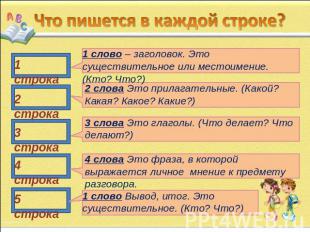 Что пишется в каждой строке?
1 строка
1 слово – заголовок. Это
существительное или местоимение.
(Кто? Что?)
2 строка
2 слова Это прилагательные. (Какой?
Какая? Какое? Какие?)
3 строка
3 слова Это глаголы. (Что делает? Что
делают?)
4 строка
4 слова Это фраза, в которой
выражается личное мнение к предмету
разговора.
5 строка
1 слово Вывод, итог. Это
существительное. (Кто? Что?)